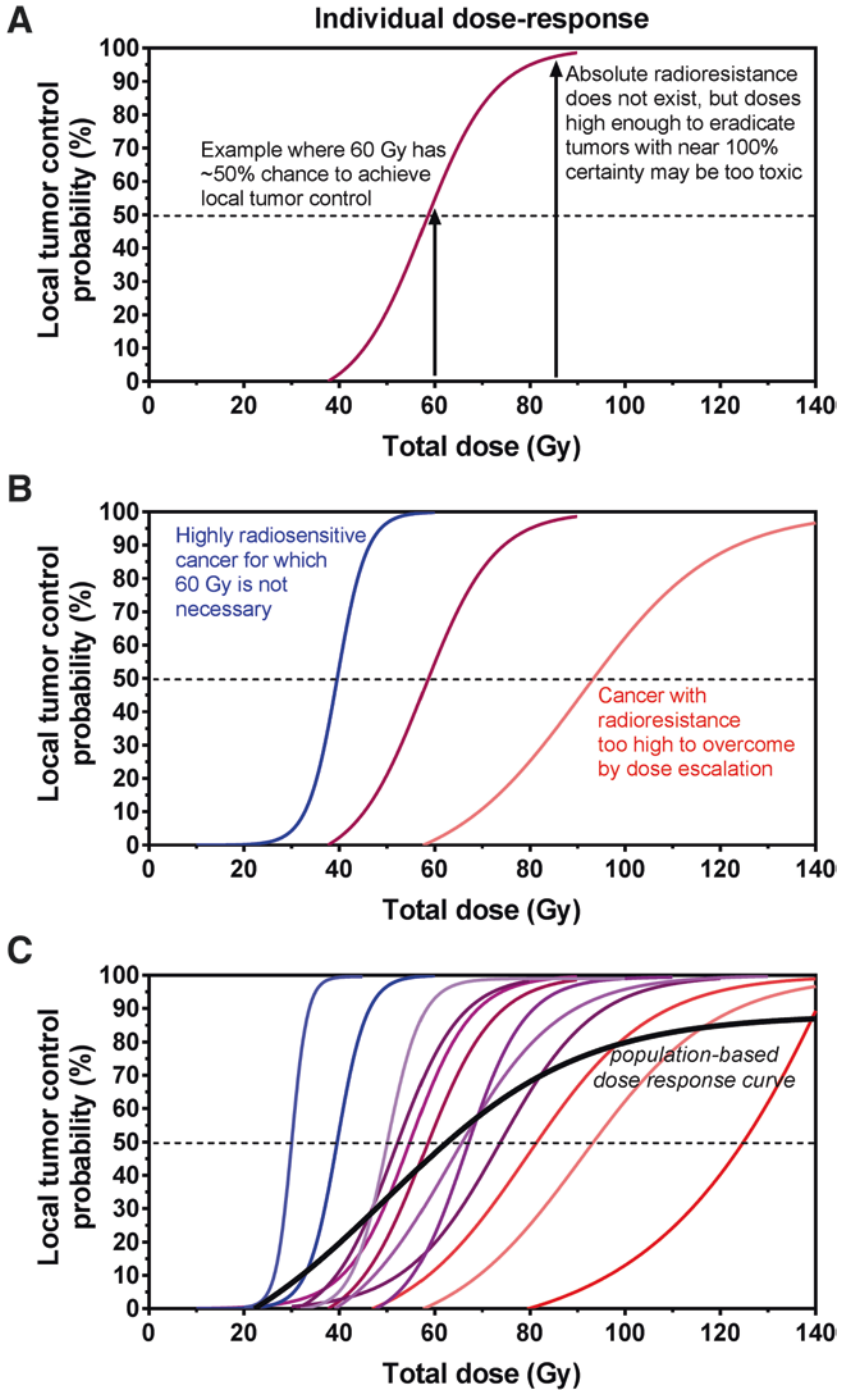 A
Individual dose-response
Local tumor control
probability (%)
100
90
80
70
60
50
40
30
20
10
0
Example where 60 Gy has
~50% chance to achieve
local tumor control
Absolute radioresistance
does not exist, but doses
high enough to eradicate
tumors with near 100%
certainty may be too toxic
0 20 40 60 80 100 120 140
Total dose (Gy)
B
Local tumor control
probability (%)
100
90
80
70
60
50
40
30
20
10
0
Highly radiosensitive
cancer for which
60 Gy is not
necessary
Cancer with
radioresistance
too high to overcome
by dose escalation
0 20 40 60 80 100 120 140
Total dose (Gy)
C
Local tumor control
probability (%)
100
90
80
70
60
50
40
30
20
10
0
population-based
dose response curve
0 20 40 60 80 100 120 140
Total dose (Gy)